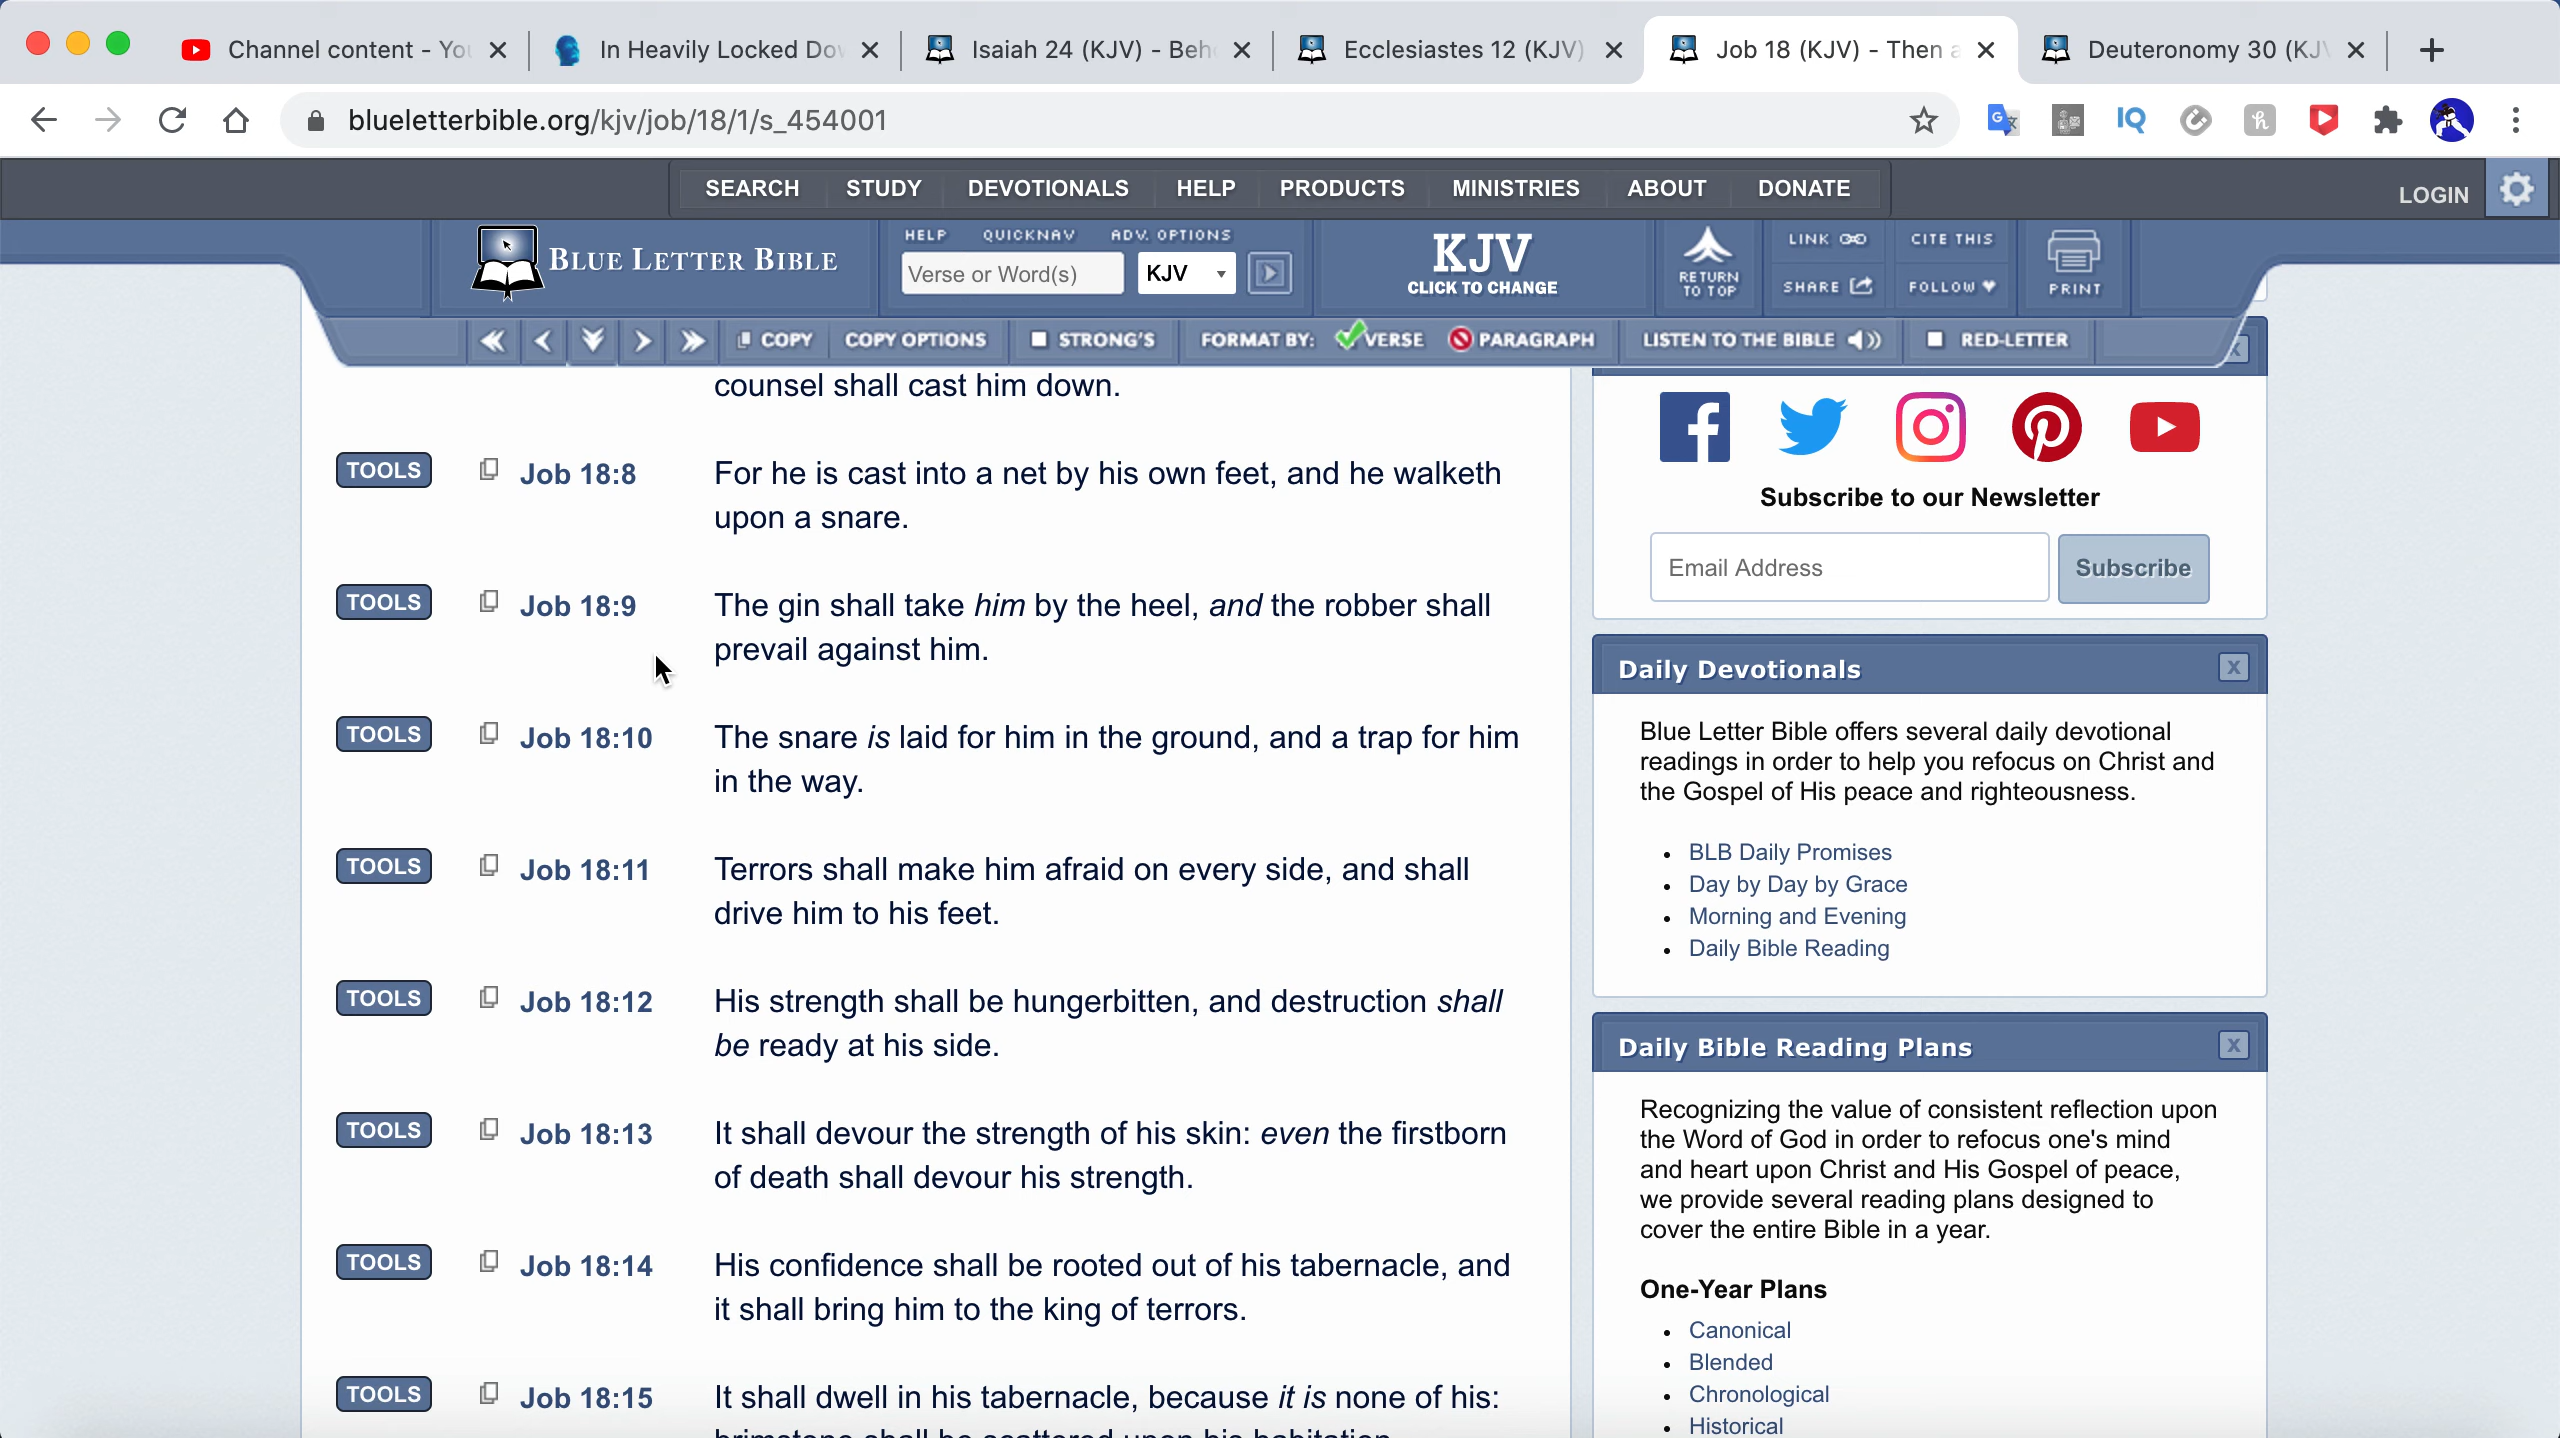 Channel content - You
In Heavily Locked Dow
Isaiah 24 (KJV) - Beh
Ecclesiastes 12 (KJV)
Job 18 (KJV) - Then a
Deuteronomy 30 (KJV
blueletterbible.org/kjv/job/18/1/s_454001
SEARCH STUDY DEVOTIONALS HELP PRODUCTS MINISTRIES ABOUT DONATE
LOGIN
BLUE LETTER BIBLE
HELP QUICKNAV ADV. OPTIONS
Verse or Word(s) KJV
KJV
CLICK TO CHANGE
RETURN
TO TOP
LINK CITE THIS
SHARE FOLLOW
PRINT
COPY COPY OPTIONS STRONG'S FORMAT BY: VERSE PARAGRAPH LISTEN TO THE BIBLE RED-LETTER
counsel shall cast him down.
TOOLS Job 18:8 For he is cast into a net by his own feet, and he walketh
upon a snare.
TOOLS Job 18:9 The gin shall take him by the heel, and the robber shall
prevail against him.
TOOLS Job 18:10 The snare is laid for him in the ground, and a trap for him
in the way.
TOOLS Job 18:11 Terrors shall make him afraid on every side, and shall
drive him to his feet.
TOOLS Job 18:12 His strength shall be hungerbitten, and destruction shall
be ready at his side.
TOOLS Job 18:13 It shall devour the strength of his skin: even the firstborn
of death shall devour his strength.
TOOLS Job 18:14 His confidence shall be rooted out of his tabernacle, and
it shall bring him to the king of terrors.
TOOLS Job 18:15 It shall dwell in his tabernacle, because it is none of his:
brimstone shall be scattered upon his habitation.
Subscribe to our Newsletter
Email Address Subscribe
Daily Devotionals X
Blue Letter Bible offers several daily devotional
readings in order to help you refocus on Christ and
the Gospel of His peace and righteousness.
BLB Daily Promises
Day by Day by Grace
Morning and Evening
Daily Bible Reading
Daily Bible Reading Plans X
Recognizing the value of consistent reflection upon
the Word of God in order to refocus one's mind
and heart upon Christ and His Gospel of peace,
we provide several reading plans designed to
cover the entire Bible in a year.
One-Year Plans
Canonical
Blended
Chronological
Historical